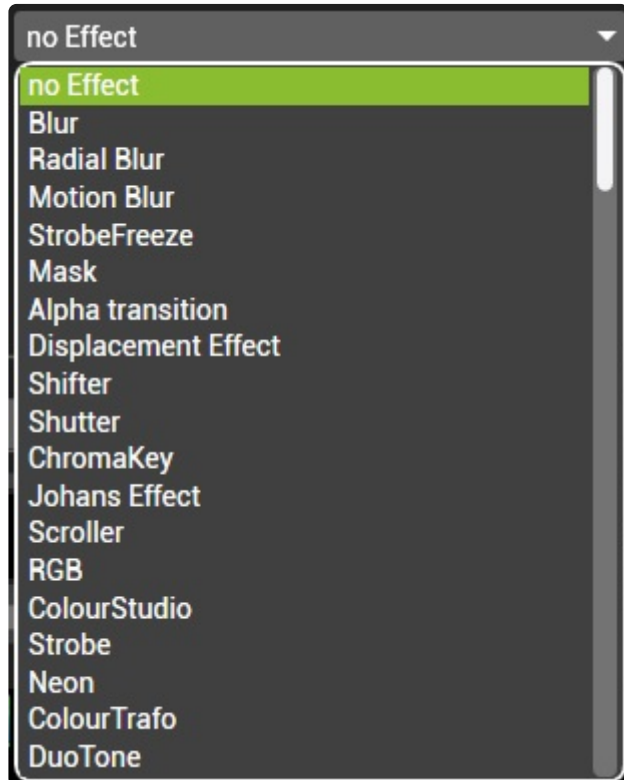 no Effect
no Effect
Blur
Radial Blur
Motion Blur
StrobeFreeze
Mask
Alpha transition
Displacement Effect
Shifter
Shutter
ChromaKey
Johans Effect
Scroller
RGB
ColourStudio
Strobe
Neon
ColourTrafo
DuoTone